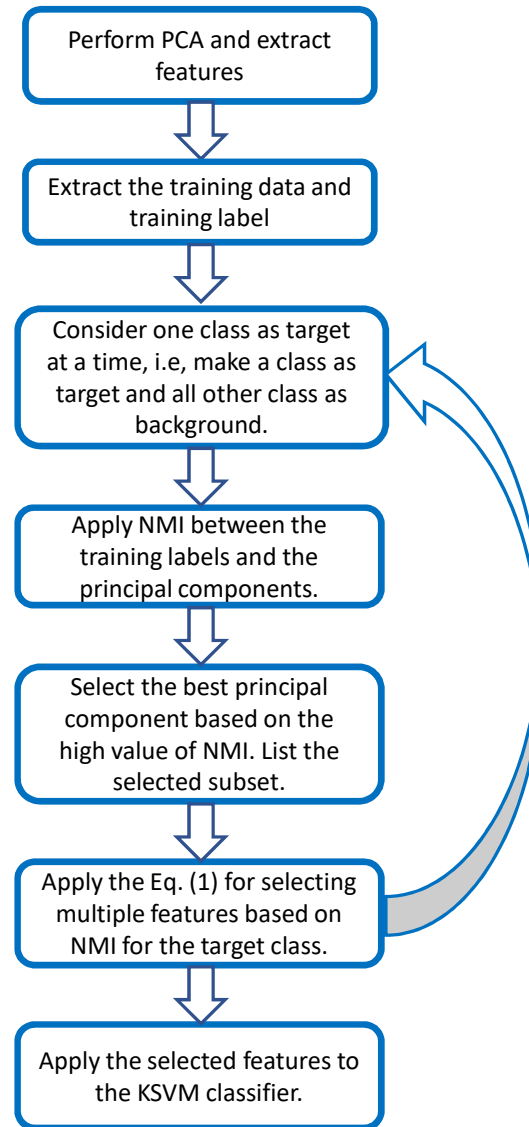 Perform PCA and extract
features
Extract the training data and
training label
Consider one class as target
at a time, i.e, make a class as
target and all other class as
background.
Apply NMI between the
training labels and the
principal components.
Select the best principal
component based on the
high value of NMI. List the
selected subset.
Apply the Eq. (1) for selecting
multiple features based on
NMI for the target class.
Apply the selected features to
the KSVM classifier.